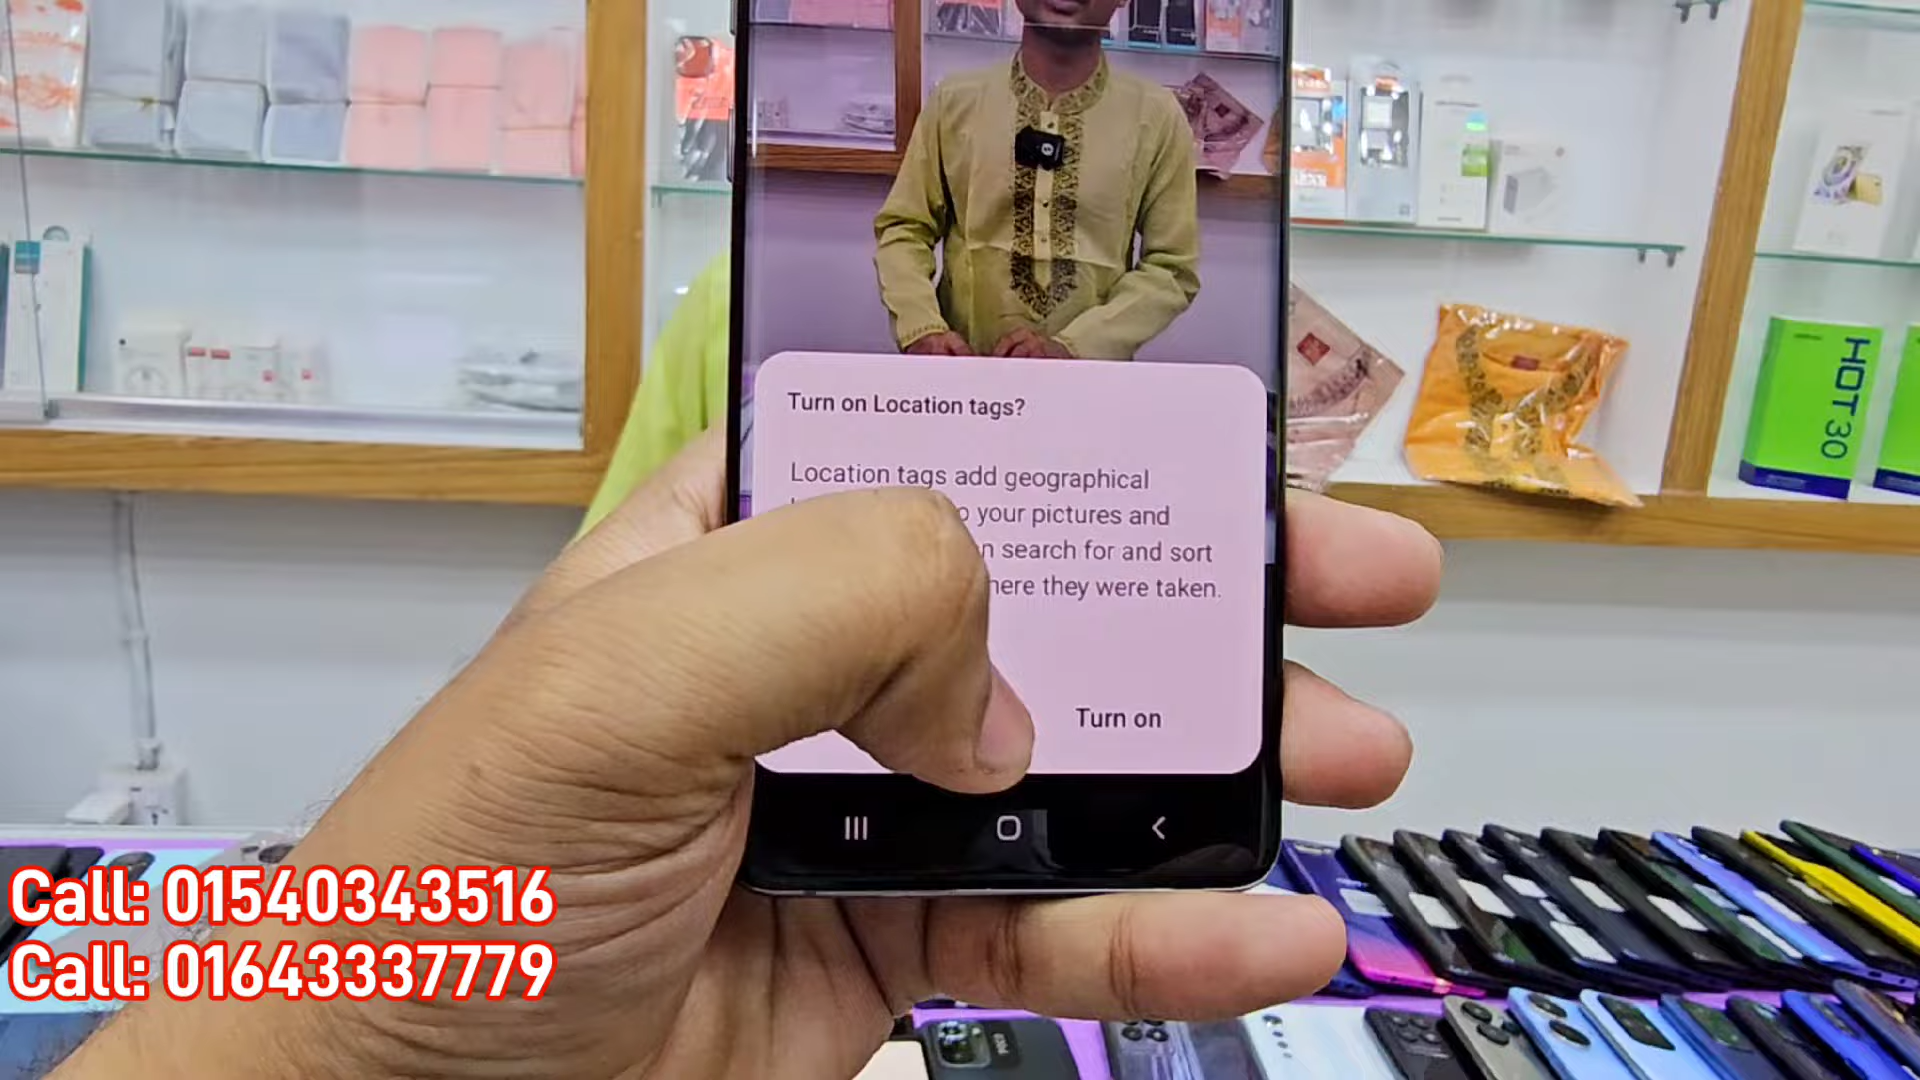 Turn on Location tags?
Location tags add geographical
your pictures and
search for and sort
they were taken.
Turn on
HOT 30
Call: 01540343516
Call: 01643337779